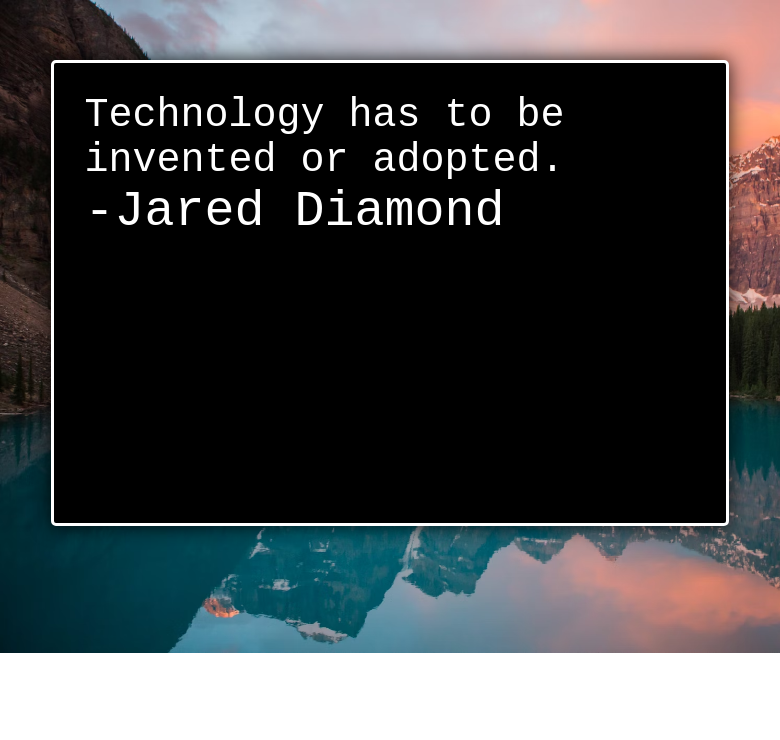 Technology has to be
invented or adopted.
-Jared Diamond